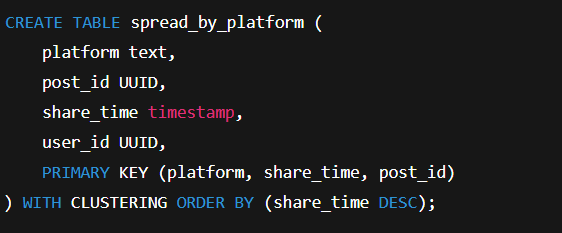 CREATE TABLE spread_by_platform (
    platform text,
    post_id UUID,
    share_time timestamp,
    user_id UUID,
    PRIMARY KEY (platform, share_time, post_id)
) WITH CLUSTERING ORDER BY (share_time DESC);